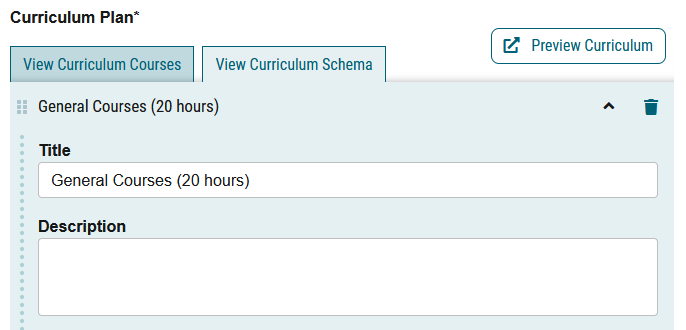 Curriculum Plan*
Preview Curriculum
View Curriculum Courses
View Curriculum Schema
General Courses (20 hours)
Title
General Courses (20 hours)
Description